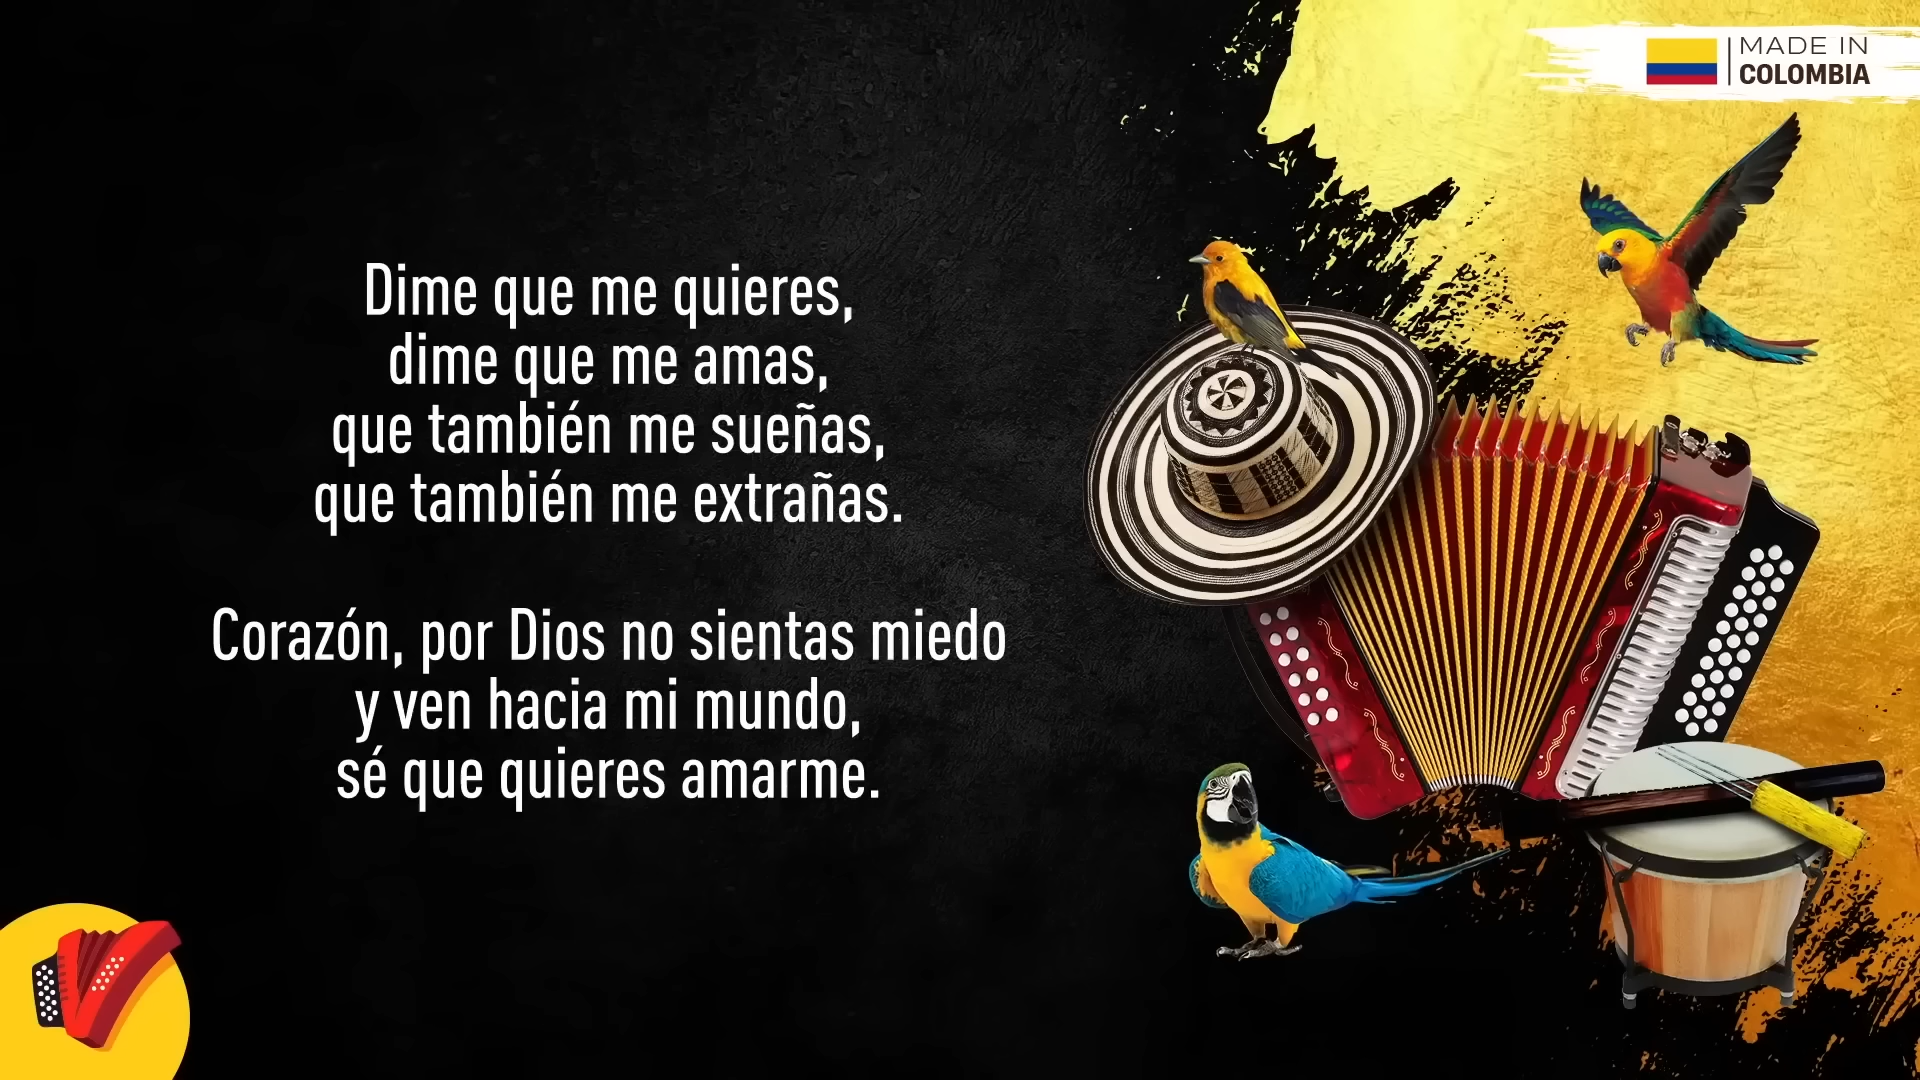 MADE IN
COLOMBIA
Dime que me quieres,
dime que me amas,
que también me sueñas,
que también me extrañas.
Corazón, por Dios no sientas miedo
y ven hacia mi mundo,
sé que quieres amarme.